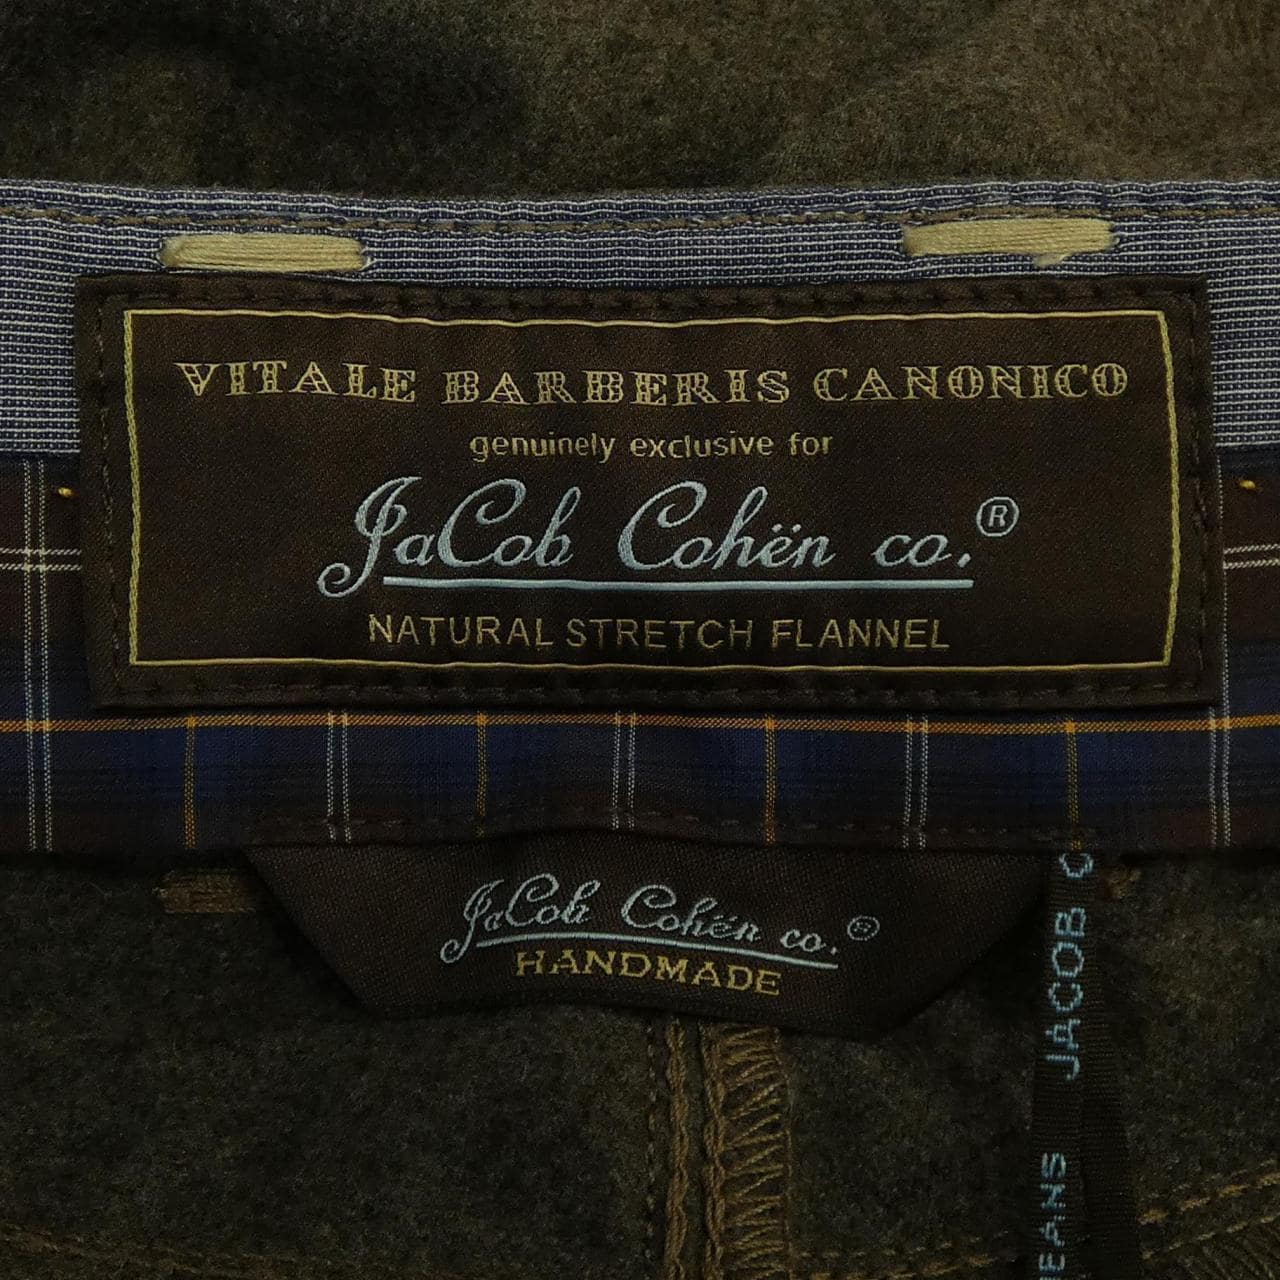 VITALE BARBERIS CANONICO
genuinely exclusive for
JaCob Cohën co.®
NATURAL STRETCH FLANNEL
JaCob Cohën co.®
HANDMADE
JACOB
JEANS